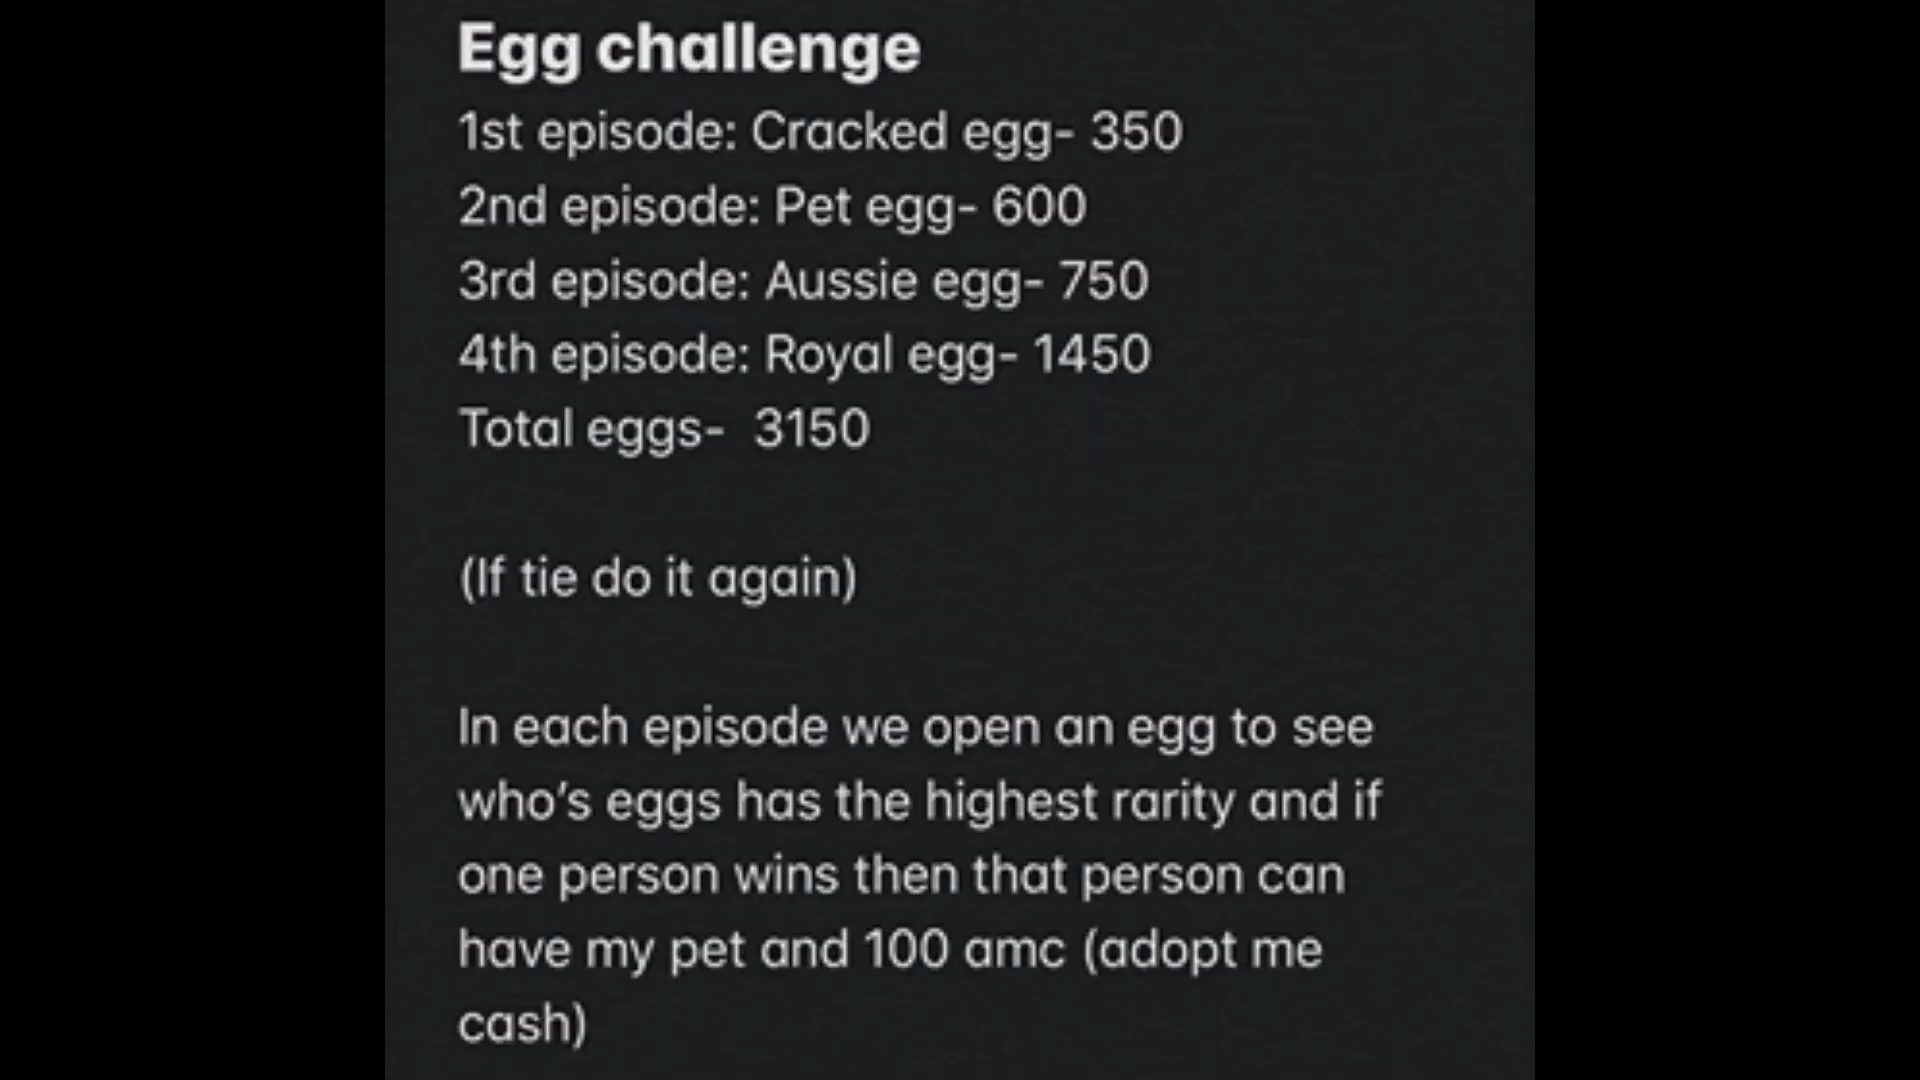 Egg challenge
1st episode: Cracked egg- 350
2nd episode: Pet egg- 600
3rd episode: Aussie egg- 750
4th episode: Royal egg- 1450
Total eggs-  3150
(If tie do it again)
In each episode we open an egg to see
who’s eggs has the highest rarity and if
one person wins then that person can
have my pet and 100 amc (adopt me
cash)